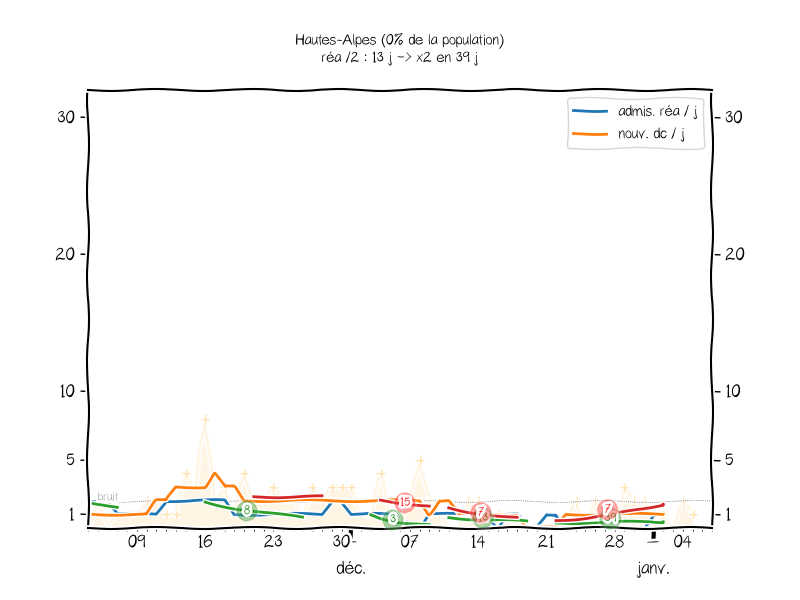 Hautes-Alpes (0% de la population)
réa /2 : 13 j -> x2 en 39 j
admis. réa / j
nouv. dc / j
30 30
20 20
10 10
5 5
bruit
1 1
8 3 15 7 7
09 16 23 30 07 14 21 28 04
déc. janv.